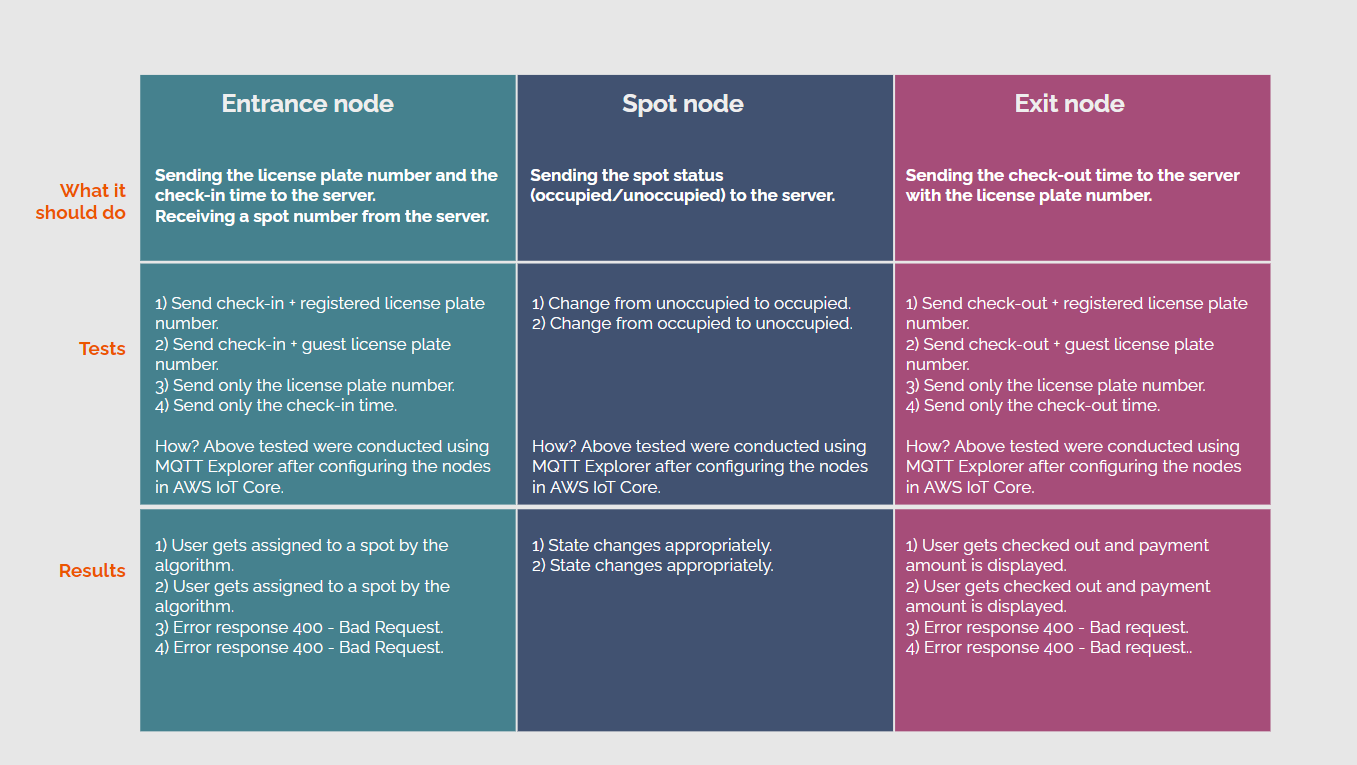 Entrance node
Spot node
Exit node
What it
should do
Sending the license plate number and the
check-in time to the server.
Receiving a spot number from the server.
Sending the spot status
(occupied/unoccupied) to the server.
Sending the check-out time to the server
with the license plate number.
Tests
1) Send check-in + registered license plate
number.
2) Send check-in + guest license plate
number.
3) Send only the license plate number.
4) Send only the check-in time.
How? Above tested were conducted using
MQTT Explorer after configuring the nodes
in AWS IoT Core.
1) Change from unoccupied to occupied.
2) Change from occupied to unoccupied.
How? Above tested were conducted using
MQTT Explorer after configuring the nodes
in AWS IoT Core.
1) Send check-out + registered license plate
number.
2) Send check-out + guest license plate
number.
3) Send only the license plate number.
4) Send only the check-out time.
How? Above tested were conducted using
MQTT Explorer after configuring the nodes
in AWS IoT Core.
Results
1) User gets assigned to a spot by the
algorithm.
2) User gets assigned to a spot by the
algorithm.
3) Error response 400 - Bad Request.
4) Error response 400 - Bad Request.
1) State changes appropriately.
2) State changes appropriately.
1) User gets checked out and payment
amount is displayed.
2) User gets checked out and payment
amount is displayed.
3) Error response 400 - Bad request.
4) Error response 400 - Bad request..